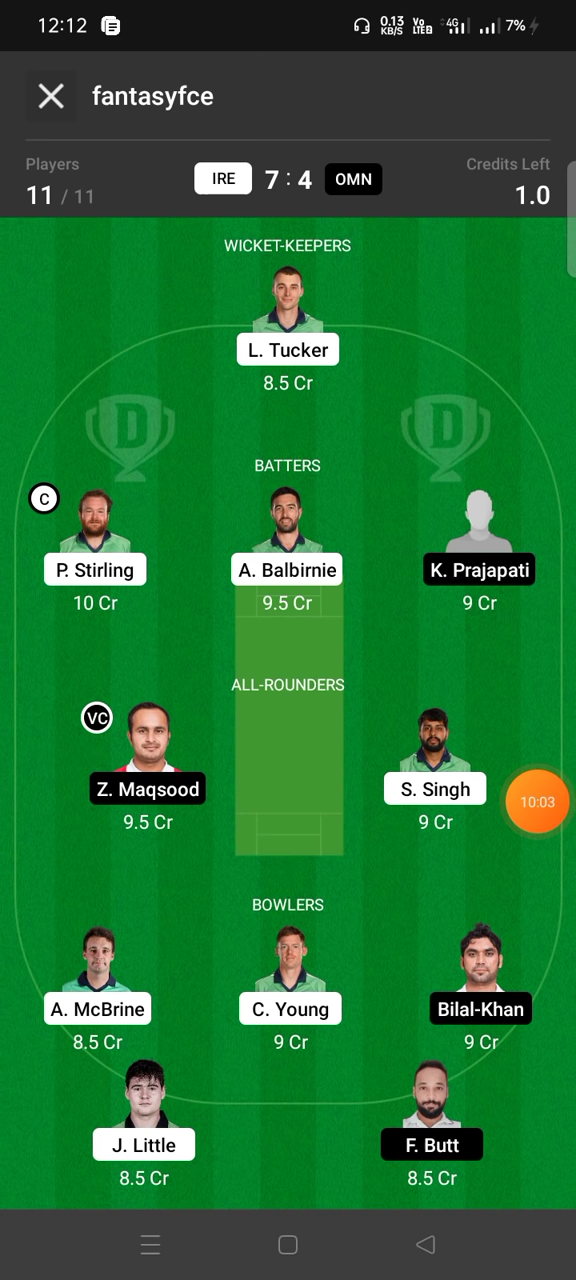 12:12
0.13 KB/S
Vo LTE2
4G
7%
fantasyfce
Players
Credits Left
11 / 11
IRE 7 : 4 OMN
1.0
WICKET-KEEPERS
L. Tucker
8.5 Cr
D D
BATTERS
C
P. Stirling A. Balbirnie K. Prajapati
10 Cr 9.5 Cr 9 Cr
ALL-ROUNDERS
VC
Z. Maqsood S. Singh
9.5 Cr 9 Cr
10:03
BOWLERS
A. McBrine C. Young Bilal-Khan
8.5 Cr 9 Cr 9 Cr
J. Little F. Butt
8.5 Cr 8.5 Cr